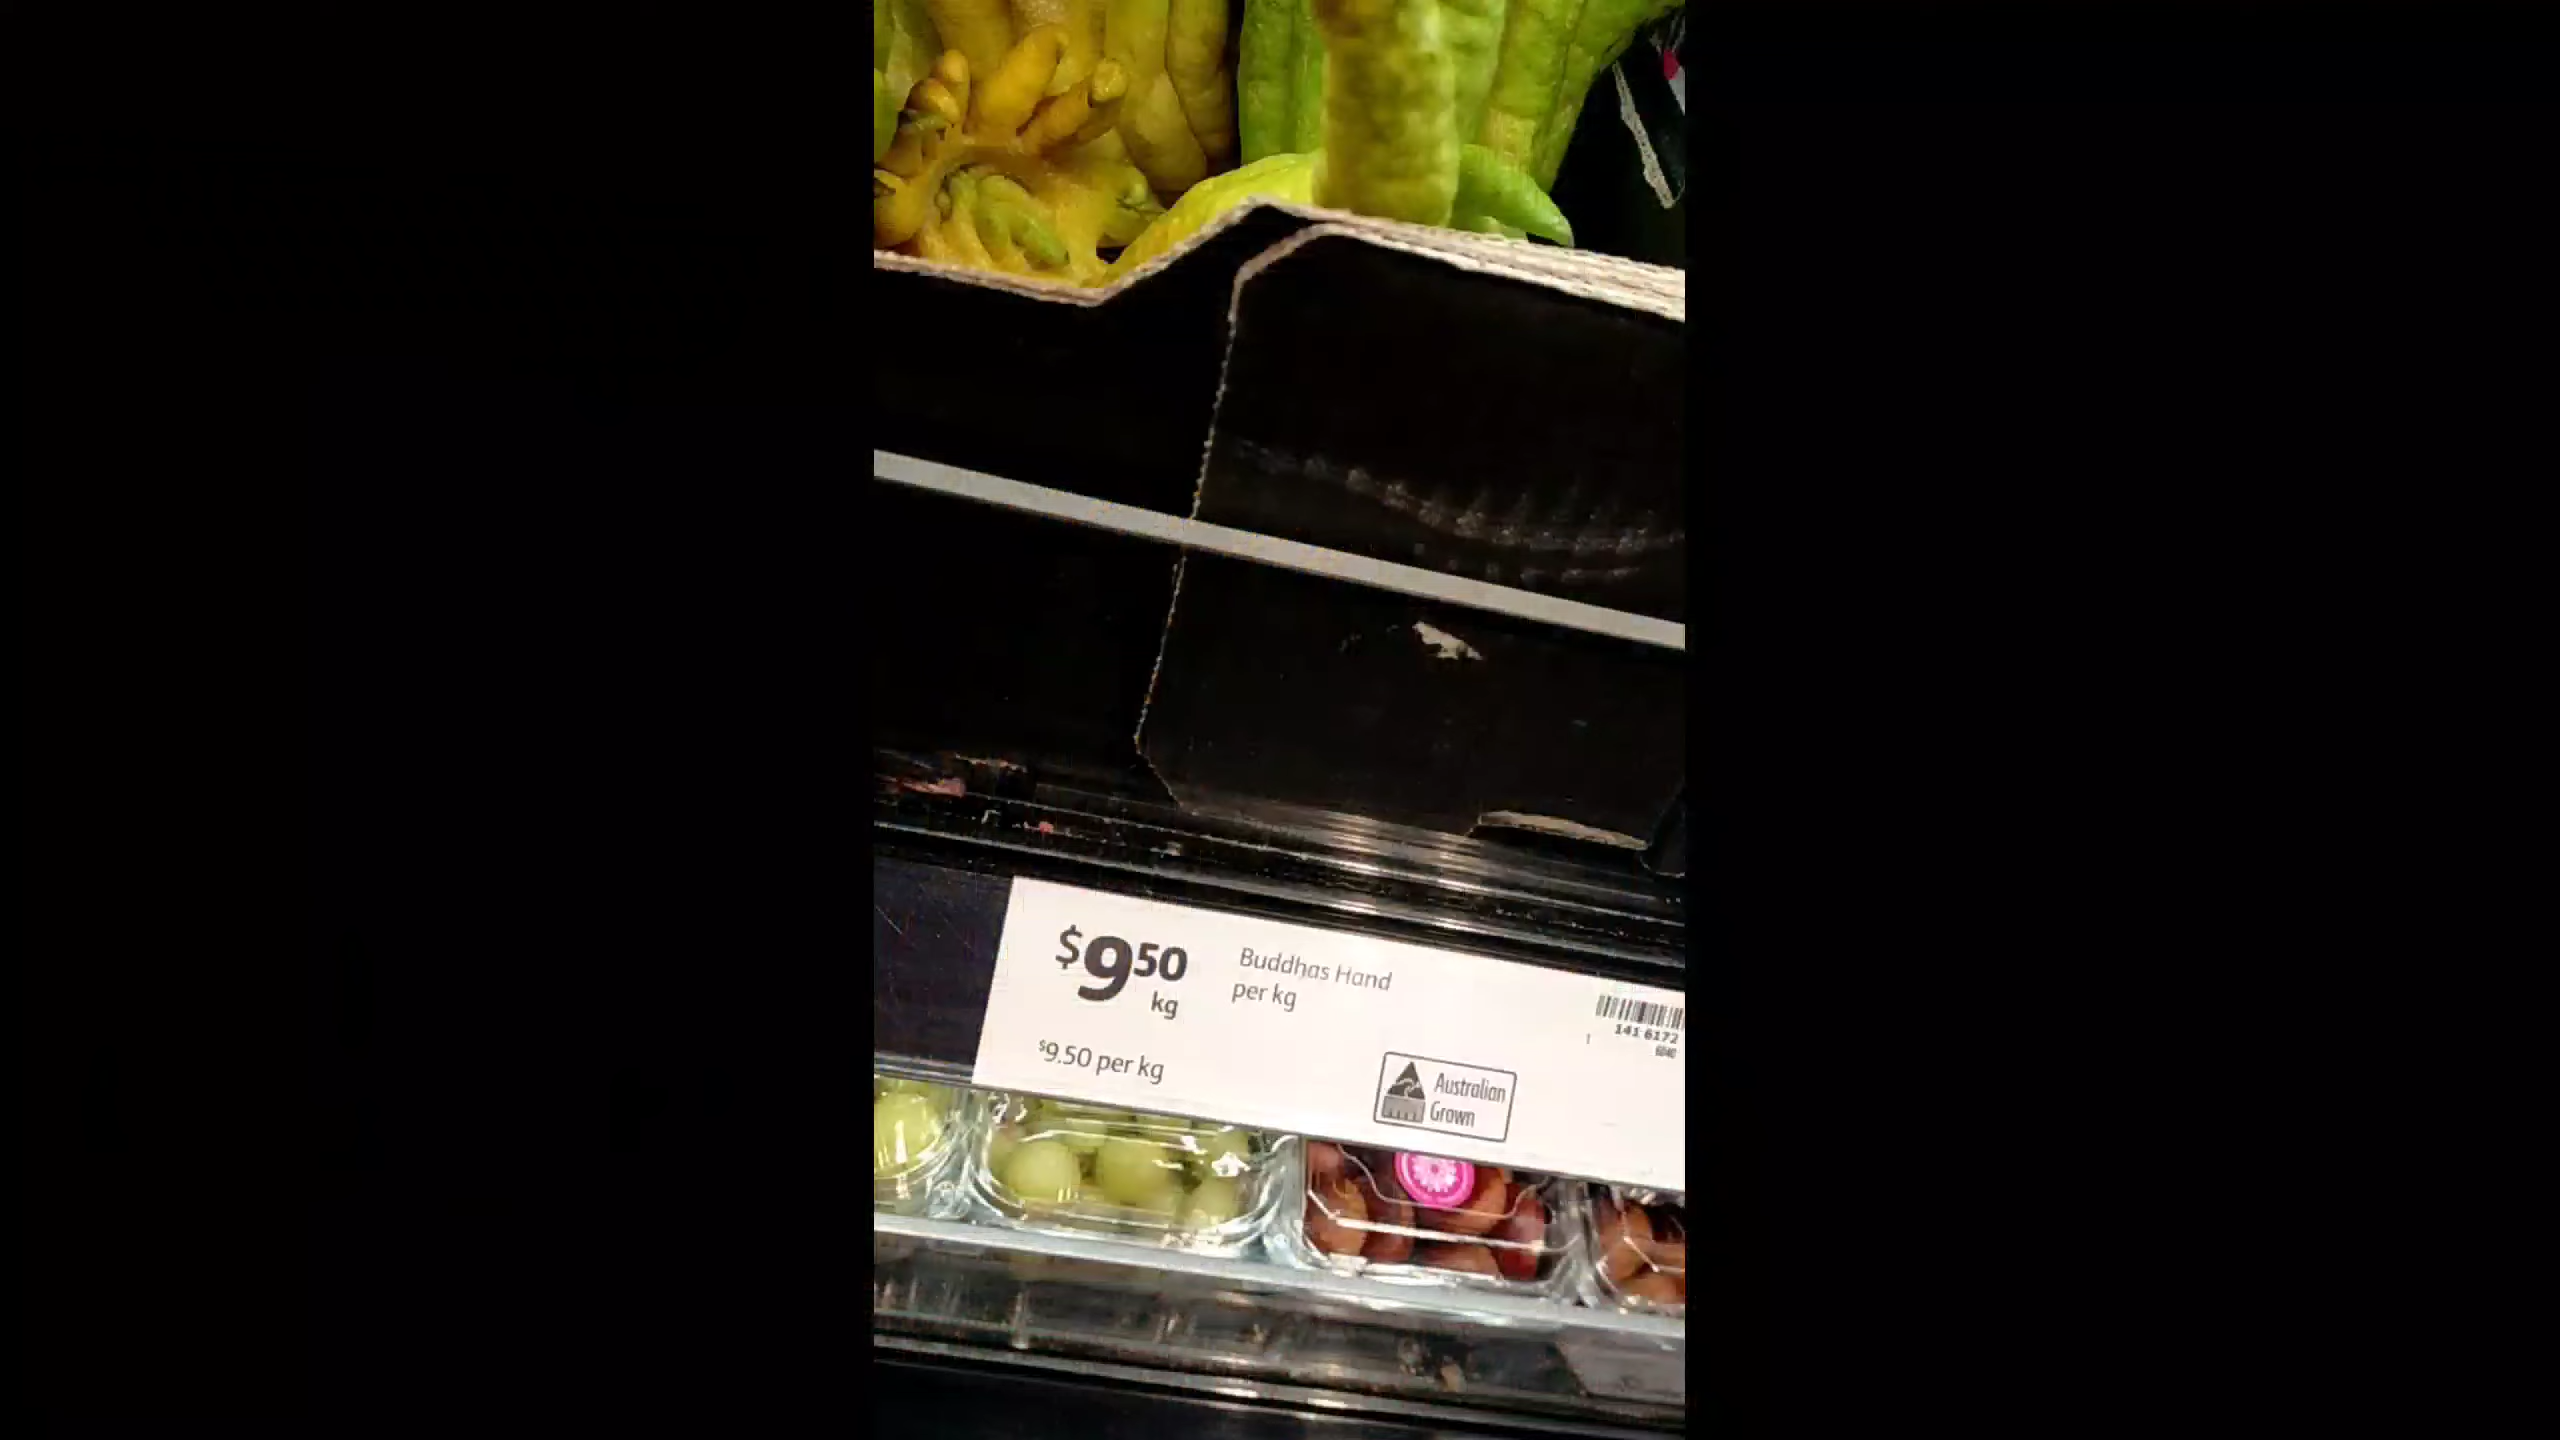 $9.50
kg
Buddhas Hand
per kg
$9.50 per kg
141 6172
Australian
Grown